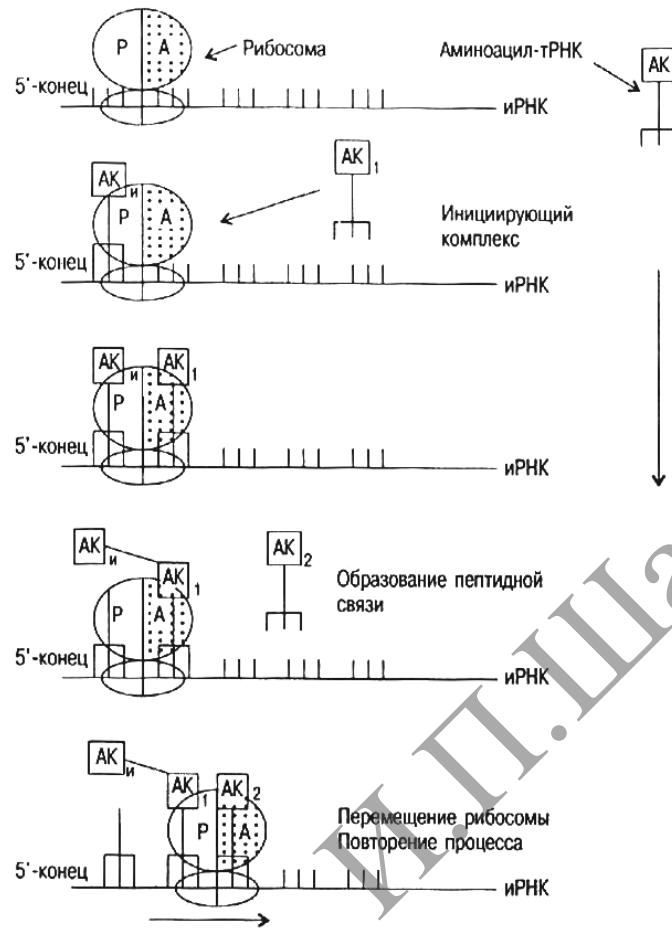 Р А
Рибосома
Аминоацил-тРНК
АК
5'-конец
иРНК
АК и
Р А
АК 1
Инициирующий
комплекс
5'-конец
иРНК
АК и АК 1
Р А
5'-конец
иРНК
АК и
АК 1
АК 2
Р А
Образование пептидной
связи
5'-конец
иРНК
АК и
АК 1 АК 2
Р А
Перемещение рибосомы
Повторение процесса
5'-конец
иРНК
И.П.Ша